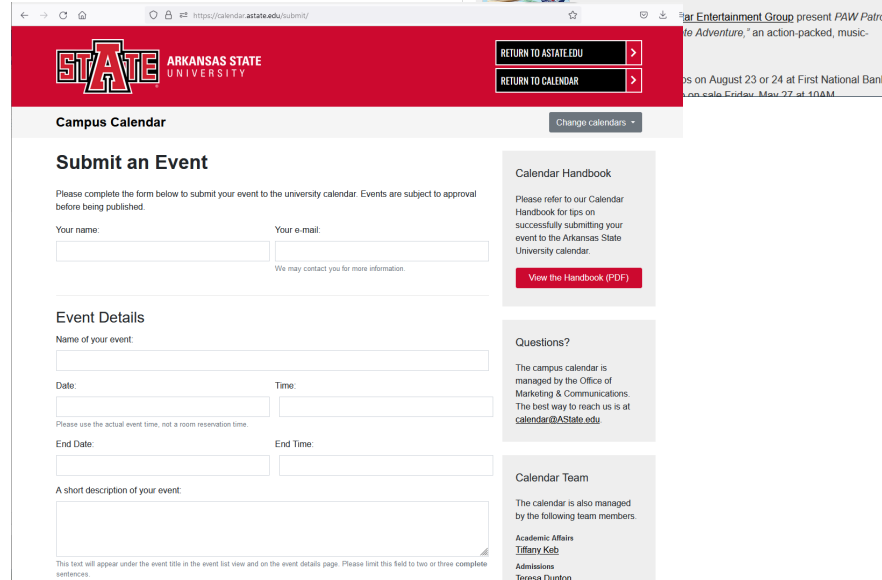 https://calendar.astate.edu/submit/
STATE
ARKANSAS STATE
UNIVERSITY
RETURN TO ASTATE.EDU
RETURN TO CALENDAR
Campus Calendar
Change calendars
Submit an Event
Please complete the form below to submit your event to the university calendar. Events are subject to approval
before being published.
Your name:
Your e-mail:
We may contact you for more information.
Event Details
Name of your event:
Date:
Time:
Please use the actual event time, not a room reservation time.
End Date:
End Time:
A short description of your event:
This text will appear under the event title in the event list view and on the event details page. Please limit this field to two or three complete
sentences.
Calendar Handbook
Please refer to our Calendar
Handbook for tips on
successfully submitting your
event to the Arkansas State
University calendar.
View the Handbook (PDF)
Questions?
The campus calendar is
managed by the Office of
Marketing & Communications.
The best way to reach us is at
calendar@AState.edu.
Calendar Team
The calendar is also managed
by the following team members.
Academic Affairs
Tiffany Keb
Admissions
Teresa Dunton
Entertainment Group present PAW
Adventure," an action-packed, music-
on August 23 or 24 at First National
on sale Friday, May 27 at 10AM